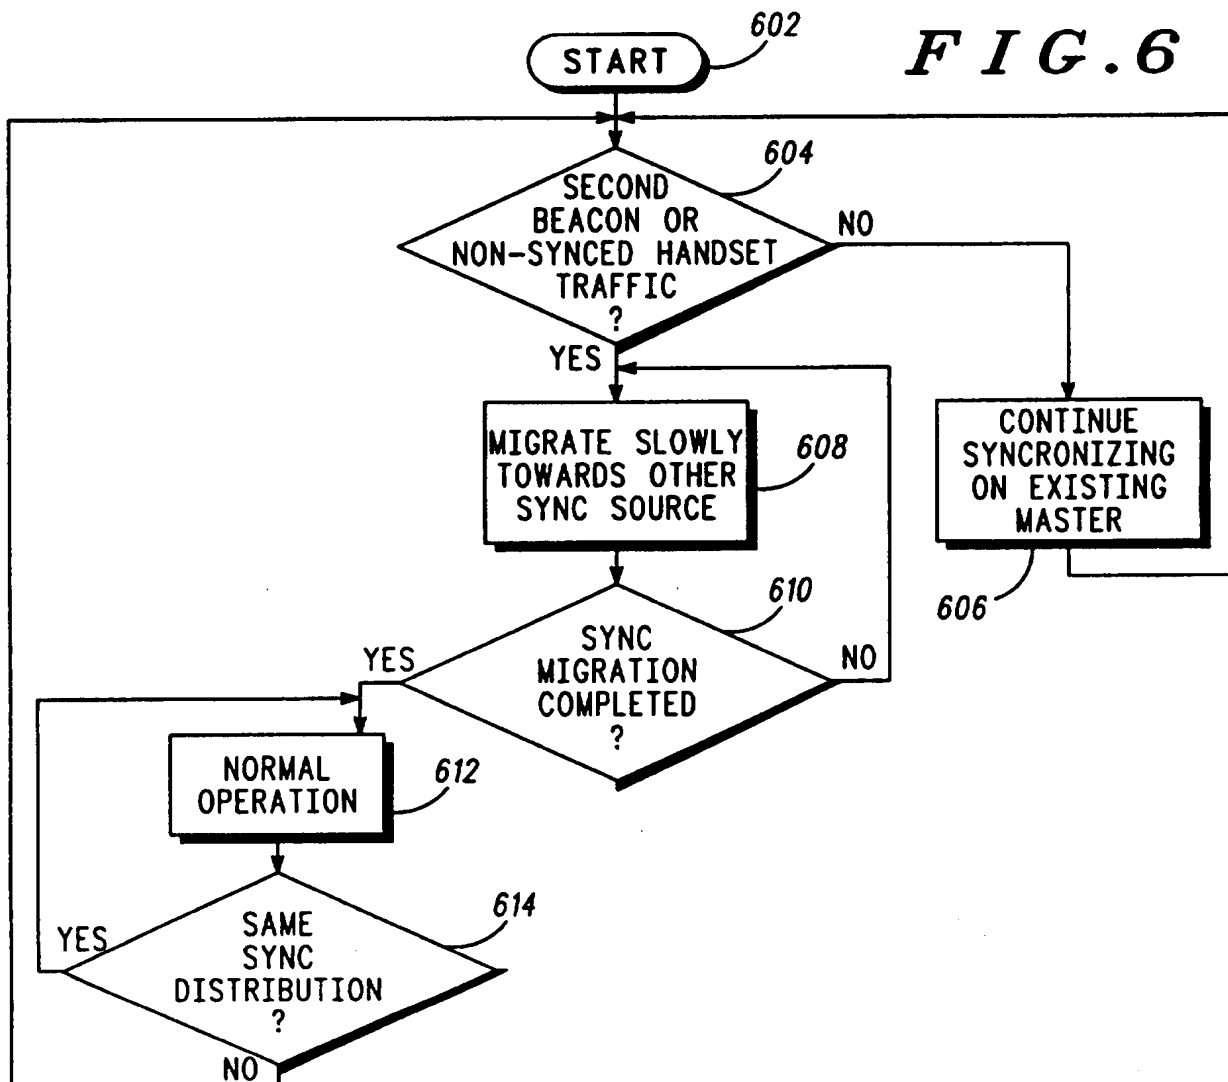 FIG.6
START
602
SECOND
BEACON OR
NON-SYNCED HANDSET
TRAFFIC
?
604
NO
YES
MIGRATE SLOWLY
TOWARDS OTHER
SYNC SOURCE
608
CONTINUE
SYNCRONIZING
ON EXISTING
MASTER
606
SYNC
MIGRATION
COMPLETED
?
610
YES
NO
NORMAL
OPERATION
612
SAME
SYNC
DISTRIBUTION
?
614
YES
NO